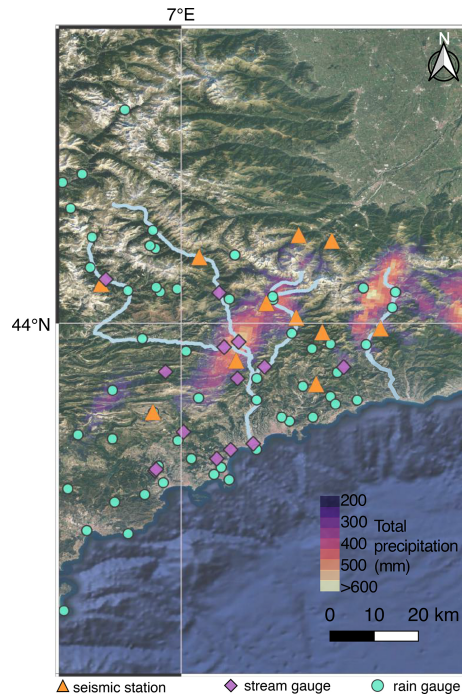 7°E
N
44°N
200
300 Total
400 precipitation
500 (mm)
>600
0 10 20 km
seismic station stream gauge rain gauge